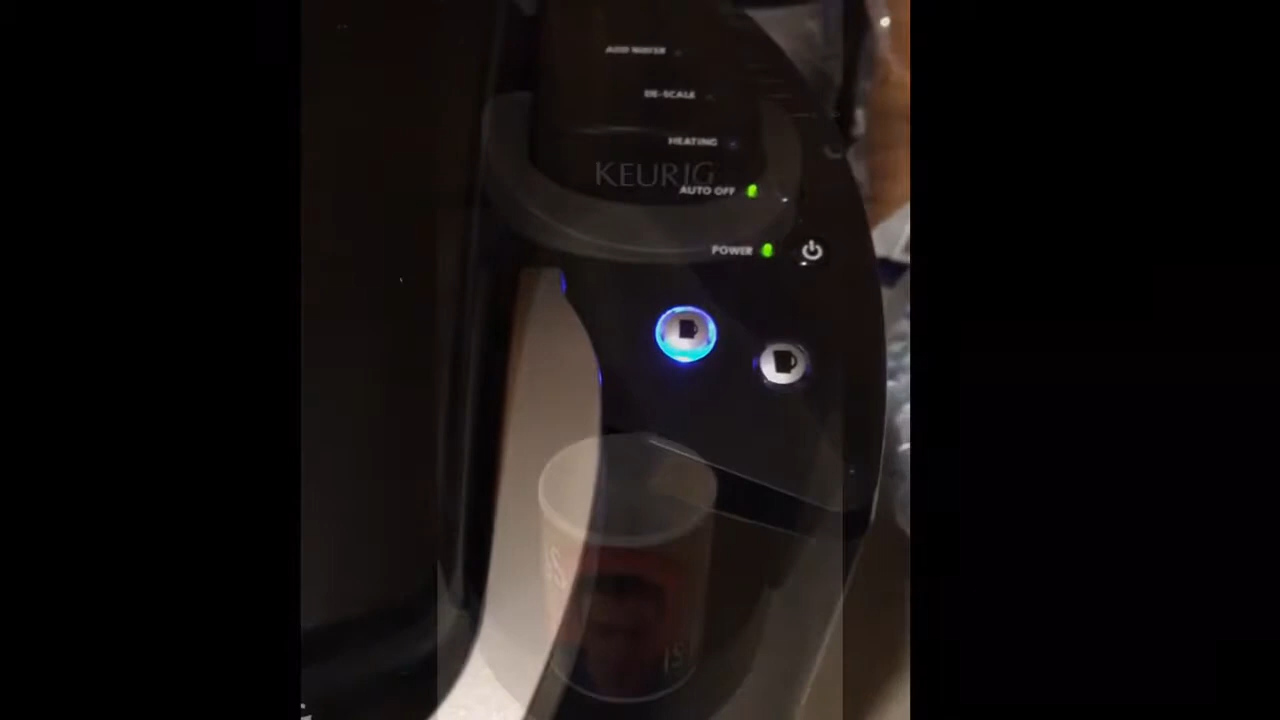 ADD WATER
DE-SCALE
HEATING
KEURIG
AUTO OFF
POWER